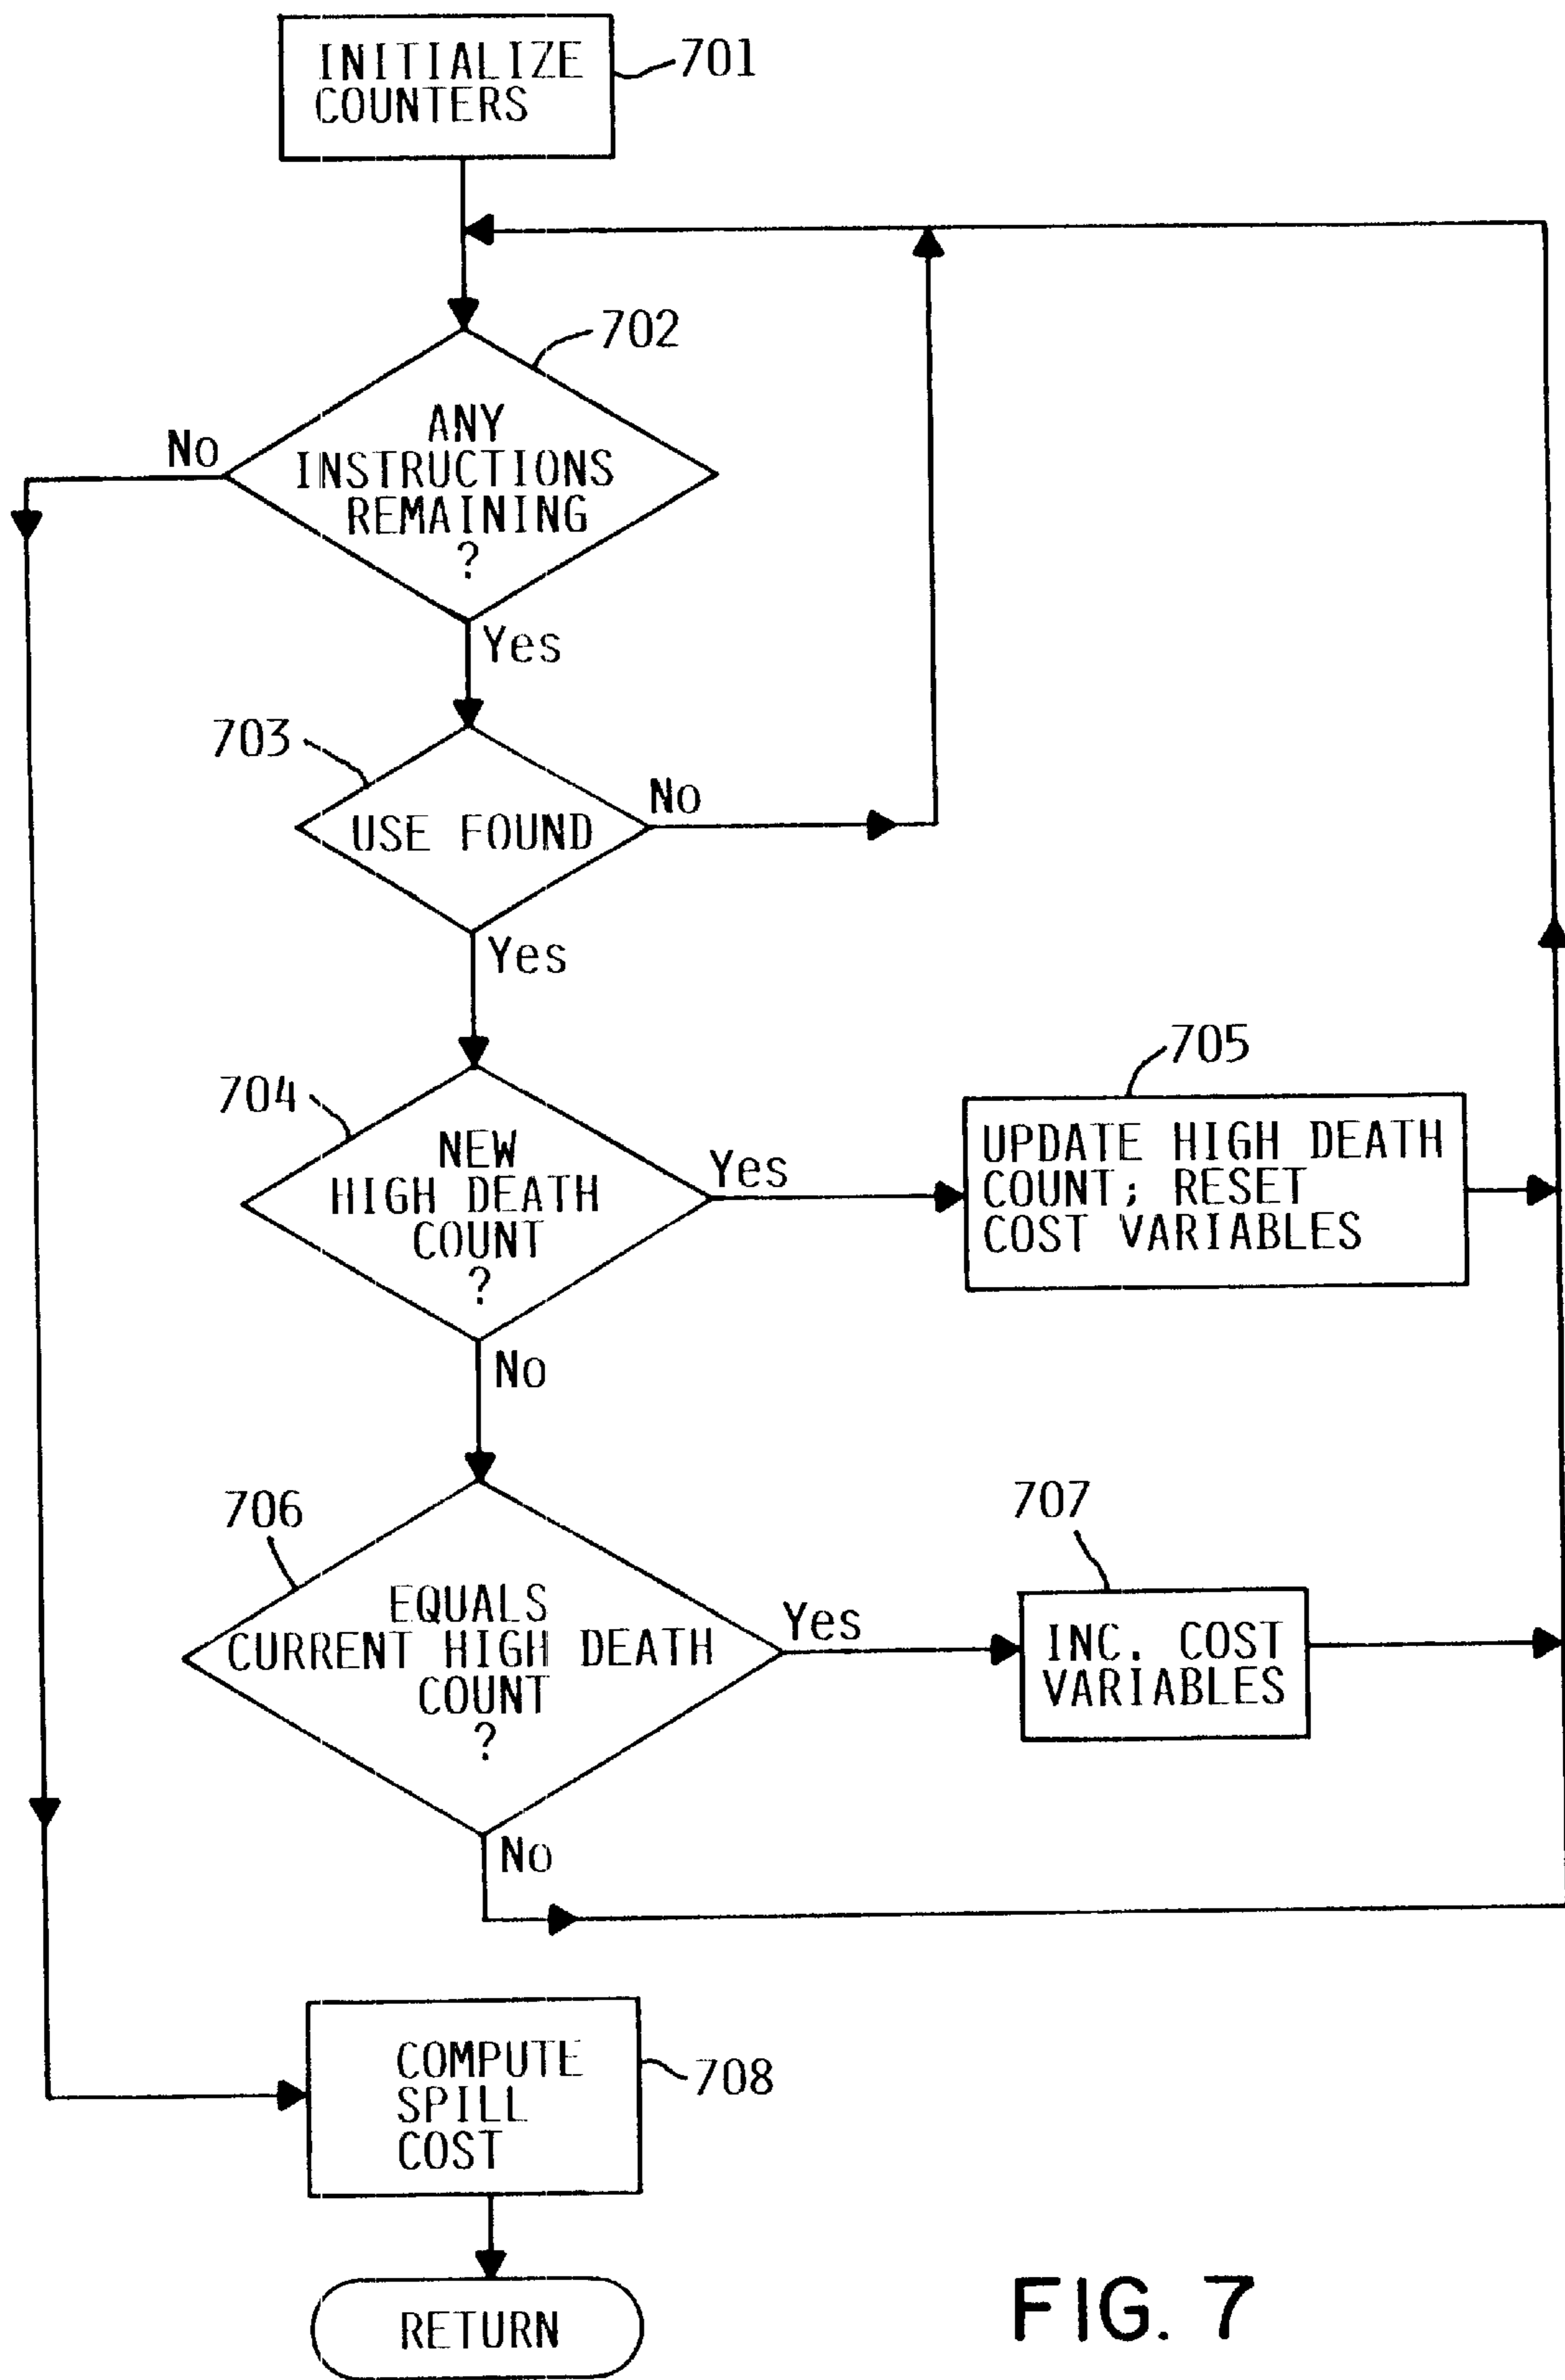 INITIALIZE
COUNTERS
701
702
ANY
INSTRUCTIONS
REMAINING
?
No
Yes
703
USE FOUND
No
Yes
704
NEW
HIGH DEATH
COUNT
?
Yes
705
UPDATE HIGH DEATH
COUNT; RESET
COST VARIABLES
No
706
EQUALS
CURRENT HIGH DEATH
COUNT
?
Yes
707
INC. COST
VARIABLES
No
COMPUTE
SPILL
COST
708
RETURN
FIG. 7